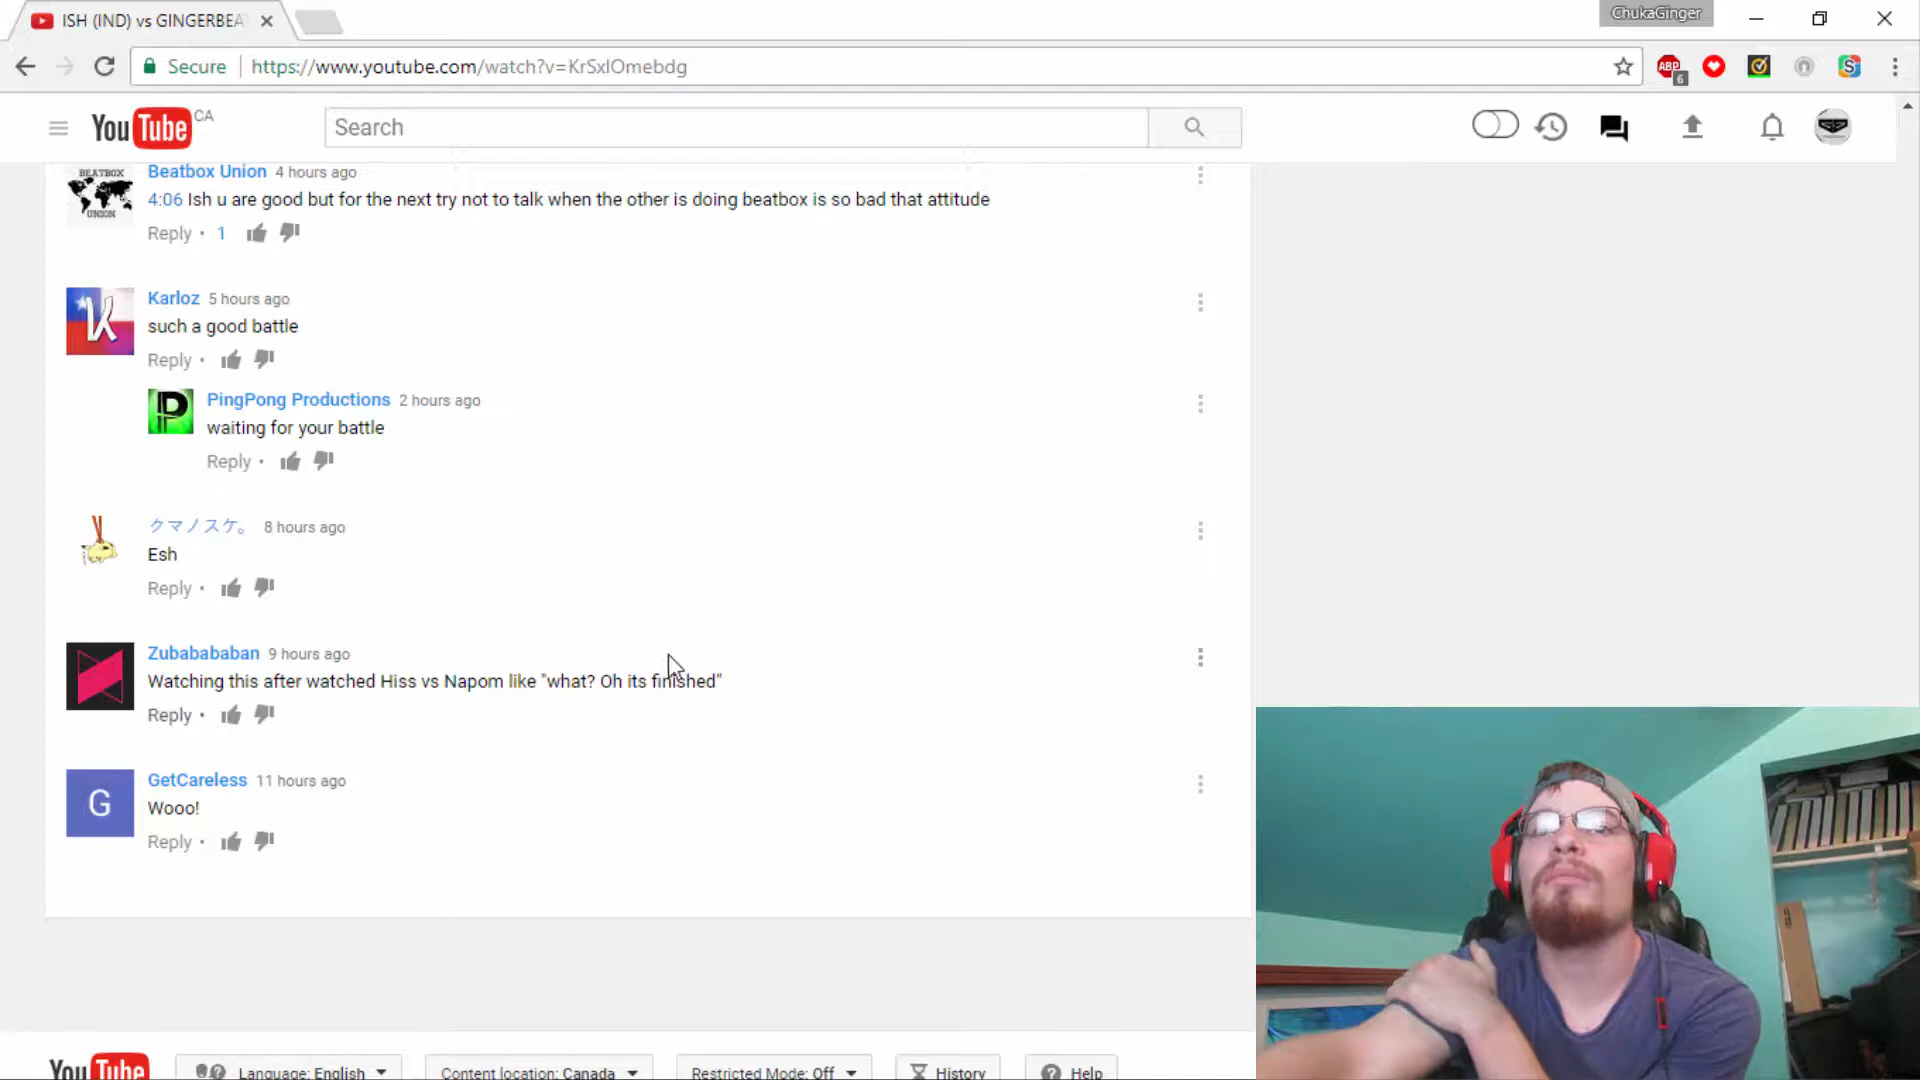 ISH (IND) vs GINGERBEA
ChukaGinger
Secure https://www.youtube.com/watch?v=KrSxlOmebdg
ABP
6
YouTube CA
Search
BEATBOX
UNION
Beatbox Union 4 hours ago
4:06 Ish u are good but for the next try not to talk when the other is doing beatbox is so bad that attitude
Reply • 1
Karloz 5 hours ago
such a good battle
Reply •
PingPong Productions 2 hours ago
waiting for your battle
Reply •
クマノスケ。 8 hours ago
Esh
Reply •
Zubabababan 9 hours ago
Watching this after watched Hiss vs Napom like "what? Oh its finished"
Reply •
G
GetCareless 11 hours ago
Wooo!
Reply •
YouTube
Language: English
Content location: Canada
Restricted Mode: Off
History
Help